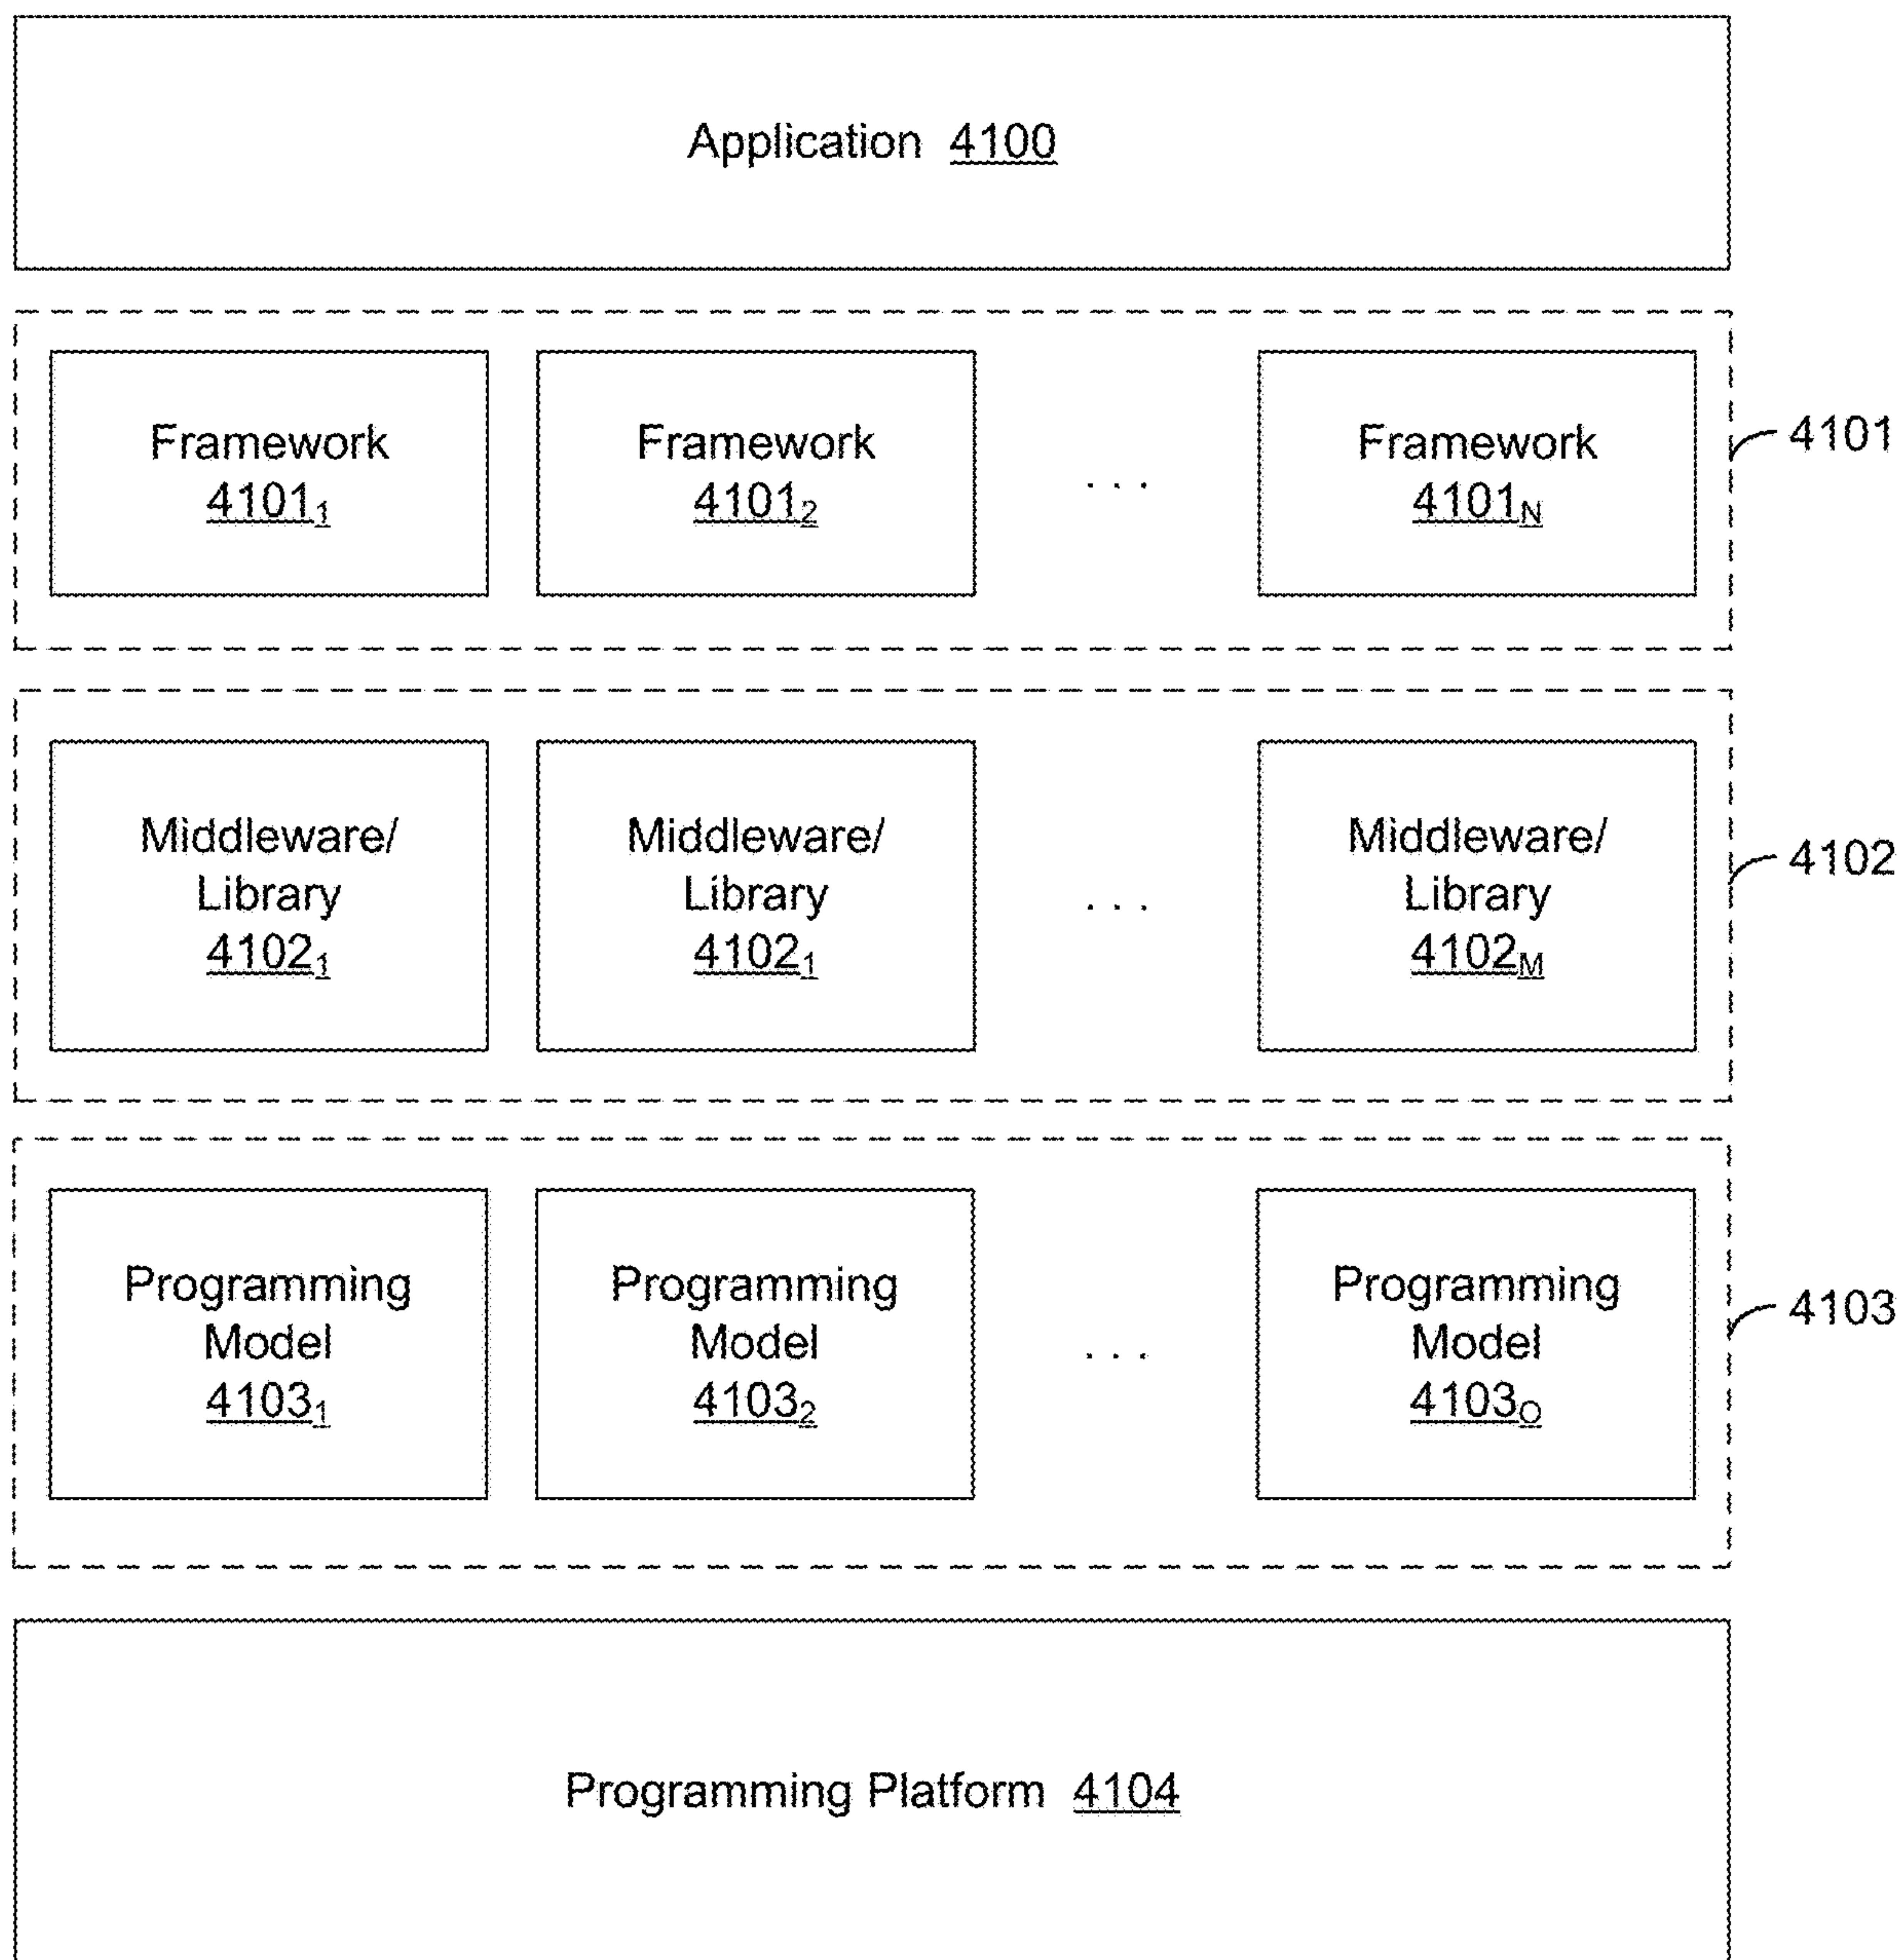 Application 4100
Framework
4101₁
Framework
4101₂
. . .
Framework
4101N
4101
Middleware/
Library
4102₁
Middleware/
Library
4102₁
. . .
Middleware/
Library
4102M
4102
Programming
Model
4103₁
Programming
Model
4103₂
. . .
Programming
Model
4103O
4103
Programming Platform 4104